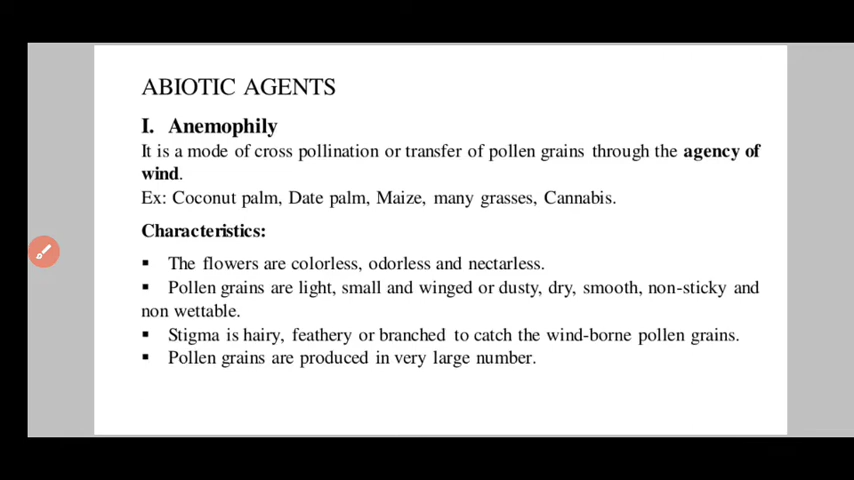 ABIOTIC AGENTS
I. Anemophily
It is a mode of cross pollination or transfer of pollen grains through the agency of
wind.
Ex: Coconut palm, Date palm, Maize, many grasses, Cannabis.
Characteristics:
▪ The flowers are colorless, odorless and nectarless.
▪ Pollen grains are light, small and winged or dusty, dry, smooth, non-sticky and
non wettable.
▪ Stigma is hairy, feathery or branched to catch the wind-borne pollen grains.
▪ Pollen grains are produced in very large number.